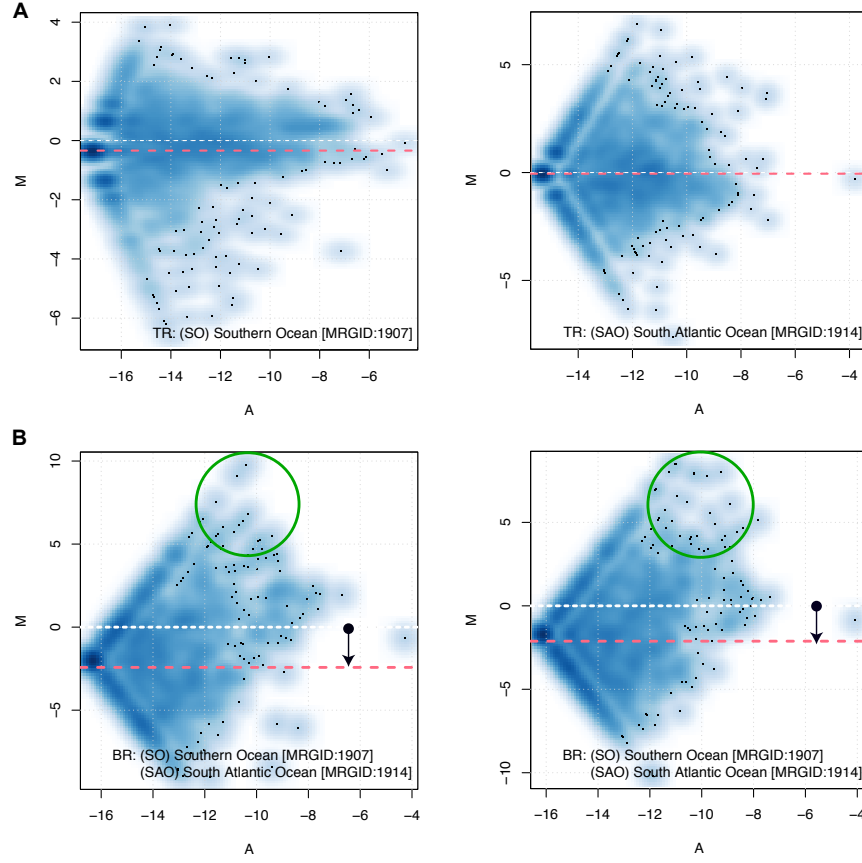 A
4
2
0
−2
−4
−6
M
TR: (SO) Southern Ocean [MRGID:1907]
−16 −14 −12 −10 −8 −6
A
5
0
−5
M
TR: (SAO) South Atlantic Ocean [MRGID:1914]
−14 −12 −10 −8 −6 −4
A
B
10
5
0
−5
M
BR: (SO) Southern Ocean [MRGID:1907]
(SAO) South Atlantic Ocean [MRGID:1914]
−16 −14 −12 −10 −8 −6 −4
A
5
0
−5
−10
M
BR: (SO) Southern Ocean [MRGID:1907]
(SAO) South Atlantic Ocean [MRGID:1914]
−16 −14 −12 −10 −8 −6 −4
A